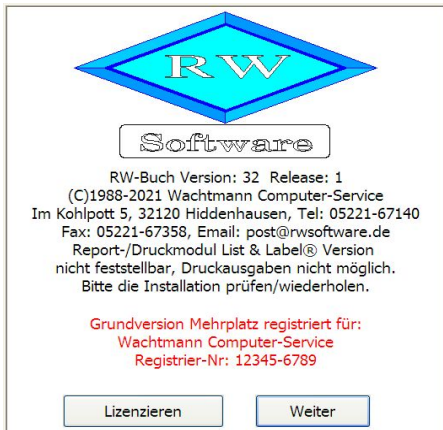 RW
Software
RW-Buch Version: 32 Release: 1
(C)1988-2021 Wachtmann Computer-Service
Im Kohlpott 5, 32120 Hiddenhausen, Tel: 05221-67140
Fax: 05221-67358, Email: post@rwsoftware.de
Report-/Druckmodul List & Label® Version
nicht feststellbar, Druckausgaben nicht möglich.
Bitte die Installation prüfen/wiederholen.
Grundversion Mehrplatz registriert für:
Wachtmann Computer-Service
Registrier-Nr: 12345-6789
Lizenzieren Weiter